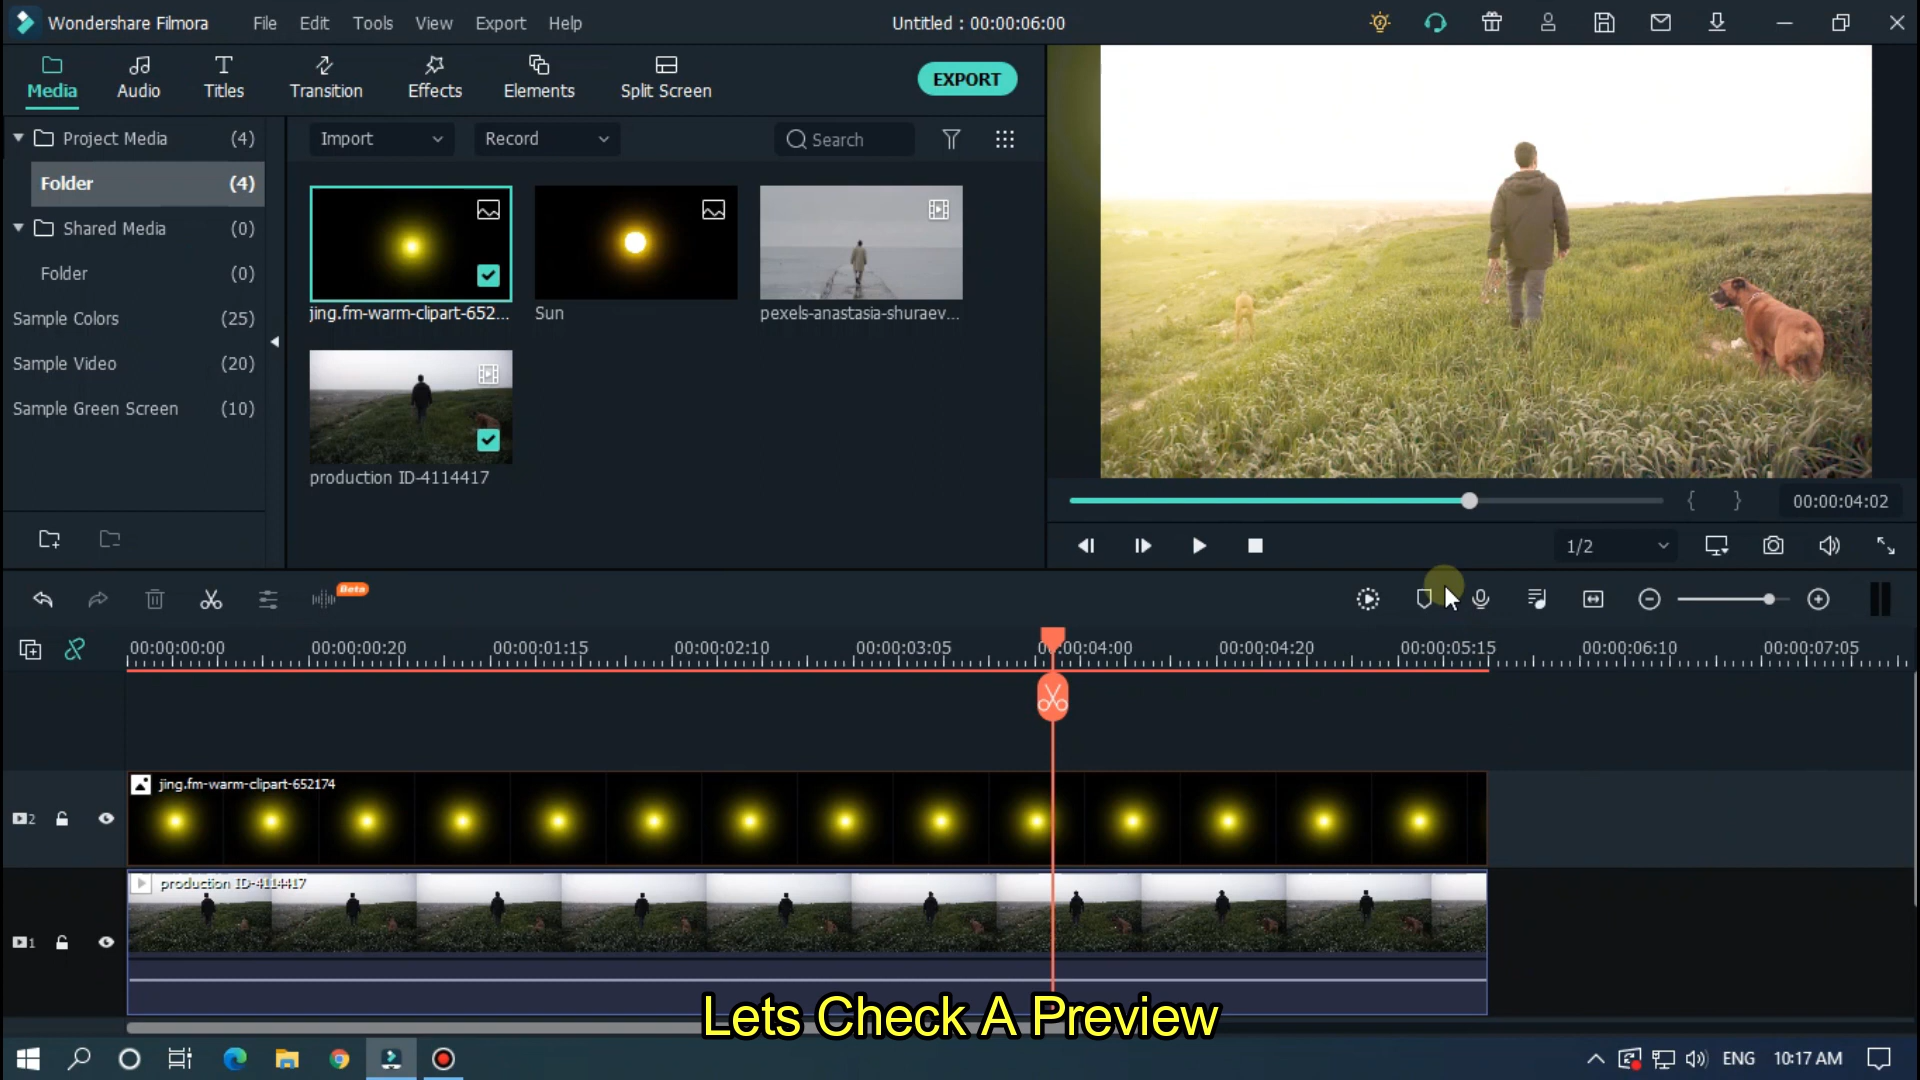 Wondershare Filmora File Edit Tools View Export Help Untitled : 00:00:06:00
Media Audio Titles Transition Effects Elements Split Screen EXPORT
Project Media (4)
Folder (4)
Shared Media (0)
Folder (0)
Sample Colors (25)
Sample Video (20)
Sample Green Screen (10)
Import Record Search
jing.fm-warm-clipart-652... Sun pexels-anastasia-shuraev...
production ID-4114417
{ } 00:00:04:02
1/2
Beta
00:00:00:00 00:00:00:20 00:00:01:15 00:00:02:10 00:00:03:05 00:00:04:00 00:00:04:20 00:00:05:15 00:00:06:10 00:00:07:05
jing.fm-warm-clipart-652174
2
production ID-4114417
1
Lets Check A Preview
ENG 10:17 AM